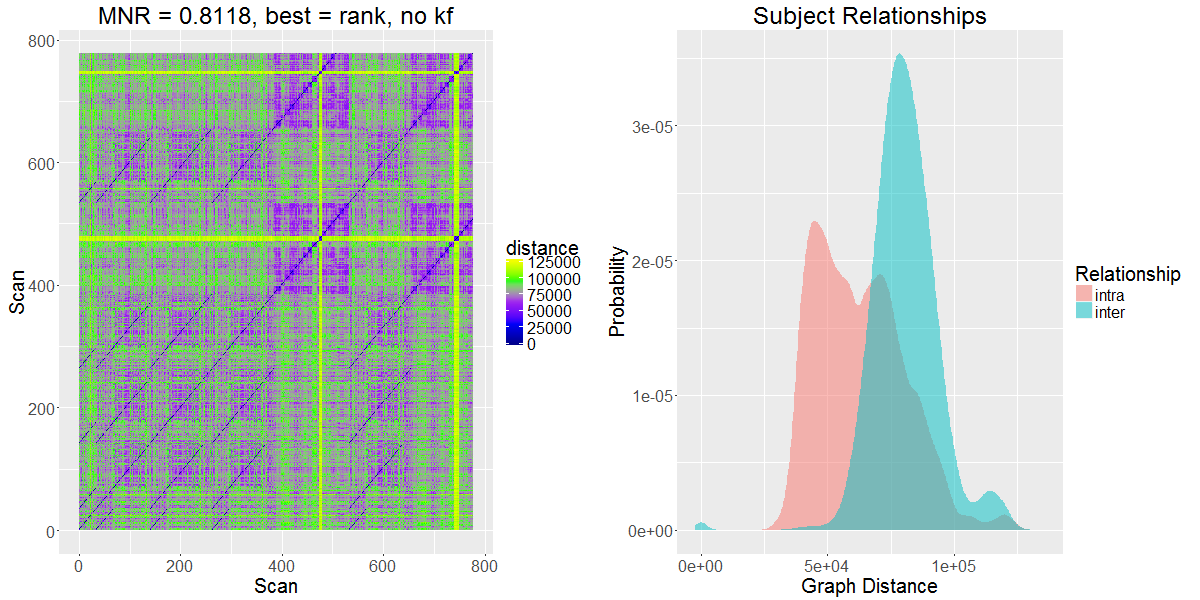 MNR = 0.8118, best = rank, no kf
800
600
400
200
0
Scan
0 200 400 600 800
Scan
distance
125000
100000
75000
50000
25000
0
Subject Relationships
3e-05
2e-05
1e-05
0e+00
Probability
0e+00 5e+04 1e+05
Graph Distance
Relationship
intra
inter